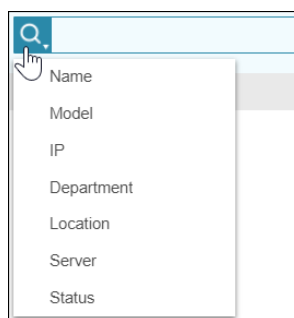 Name
Model
IP
Department
Location
Server
Status